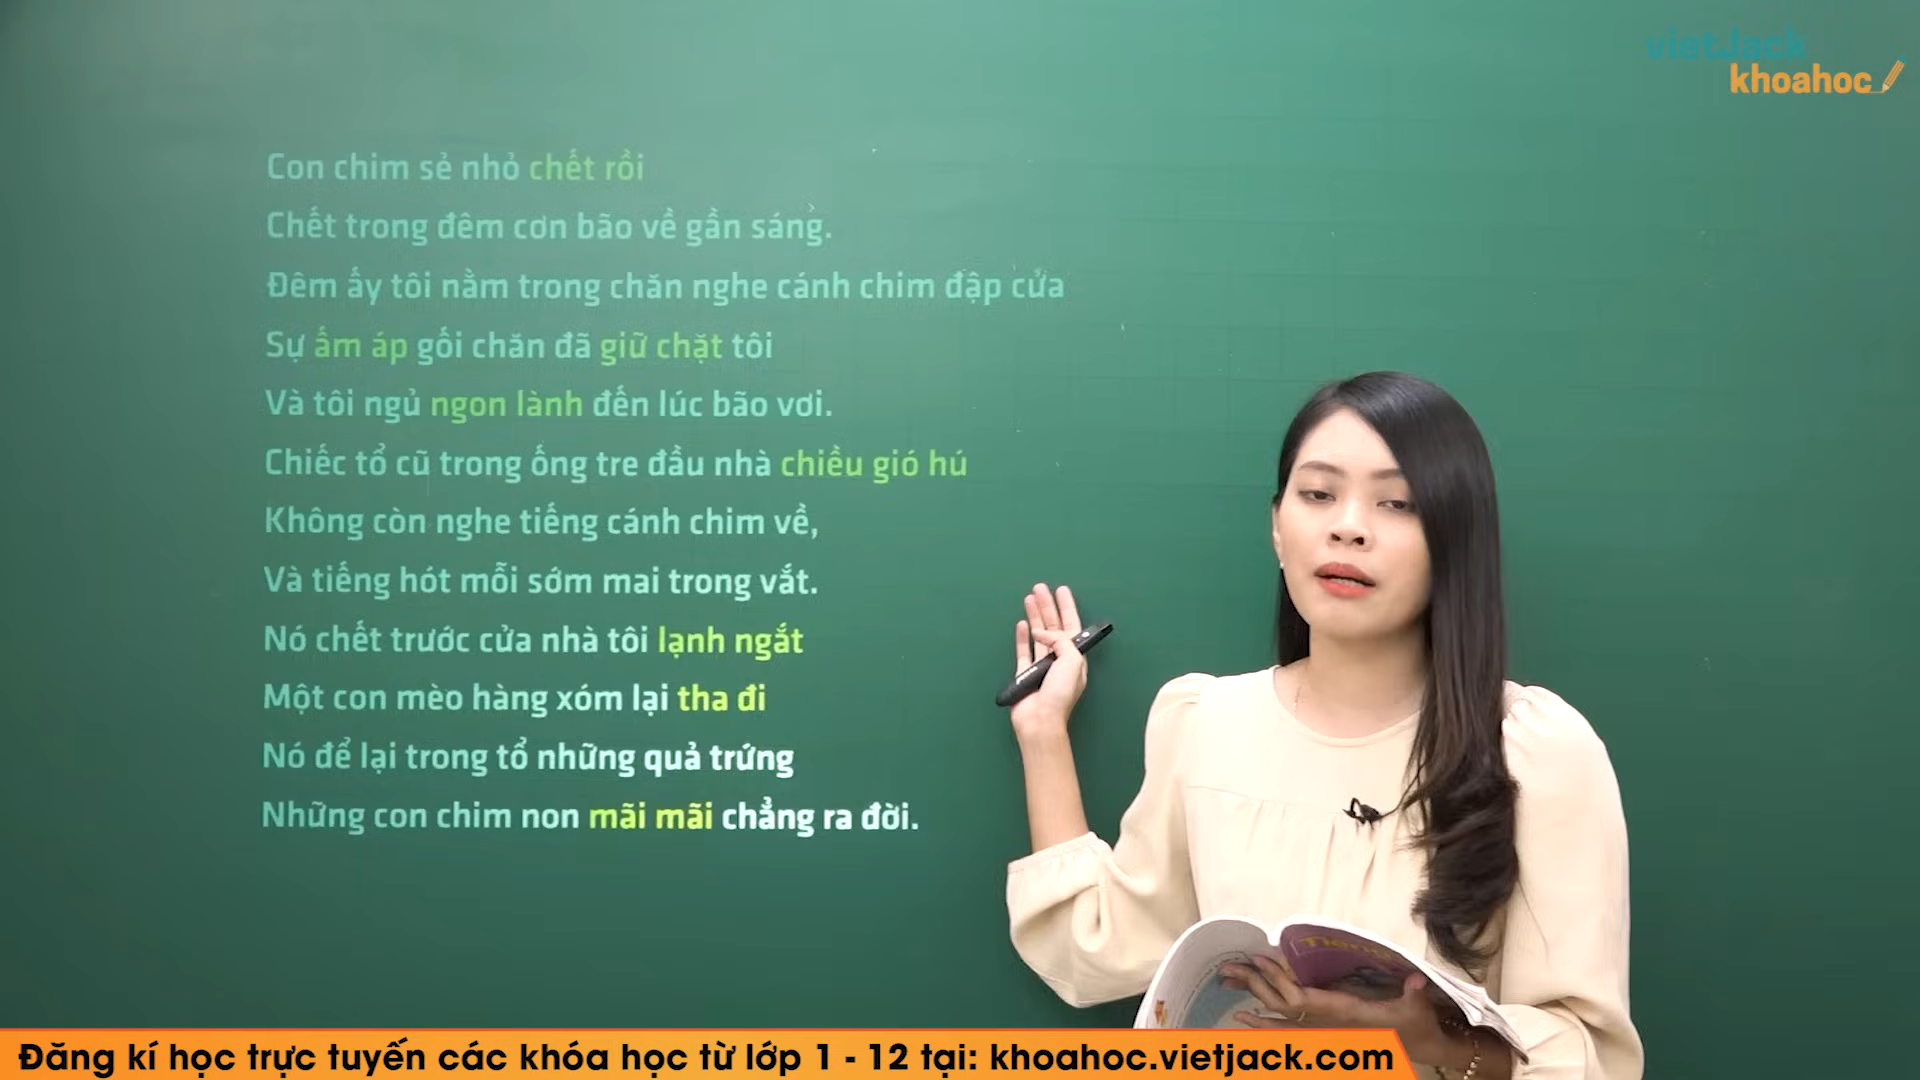 vietJack
khoahoc
Con chim sẻ nhỏ chết rồi
Chết trong đêm cơn bão về gần sáng.
Đêm ấy tôi nằm trong chăn nghe cánh chim đập cửa
Sự ấm áp gối chăn đã giữ chặt tôi
Và tôi ngủ ngon lành đến lúc bão vơi.
Chiếc tổ cũ trong ống tre đầu nhà chiều gió hú
Không còn nghe tiếng cánh chim về,
Và tiếng hót mỗi sớm mai trong vắt.
Nó chết trước cửa nhà tôi lạnh ngắt
Một con mèo hàng xóm lại tha đi
Nó để lại trong tổ những quả trứng
Những con chim non mãi mãi chẳng ra đời.
Đăng kí học trực tuyến các khóa học từ lớp 1 - 12 tại: khoahoc.vietjack.com